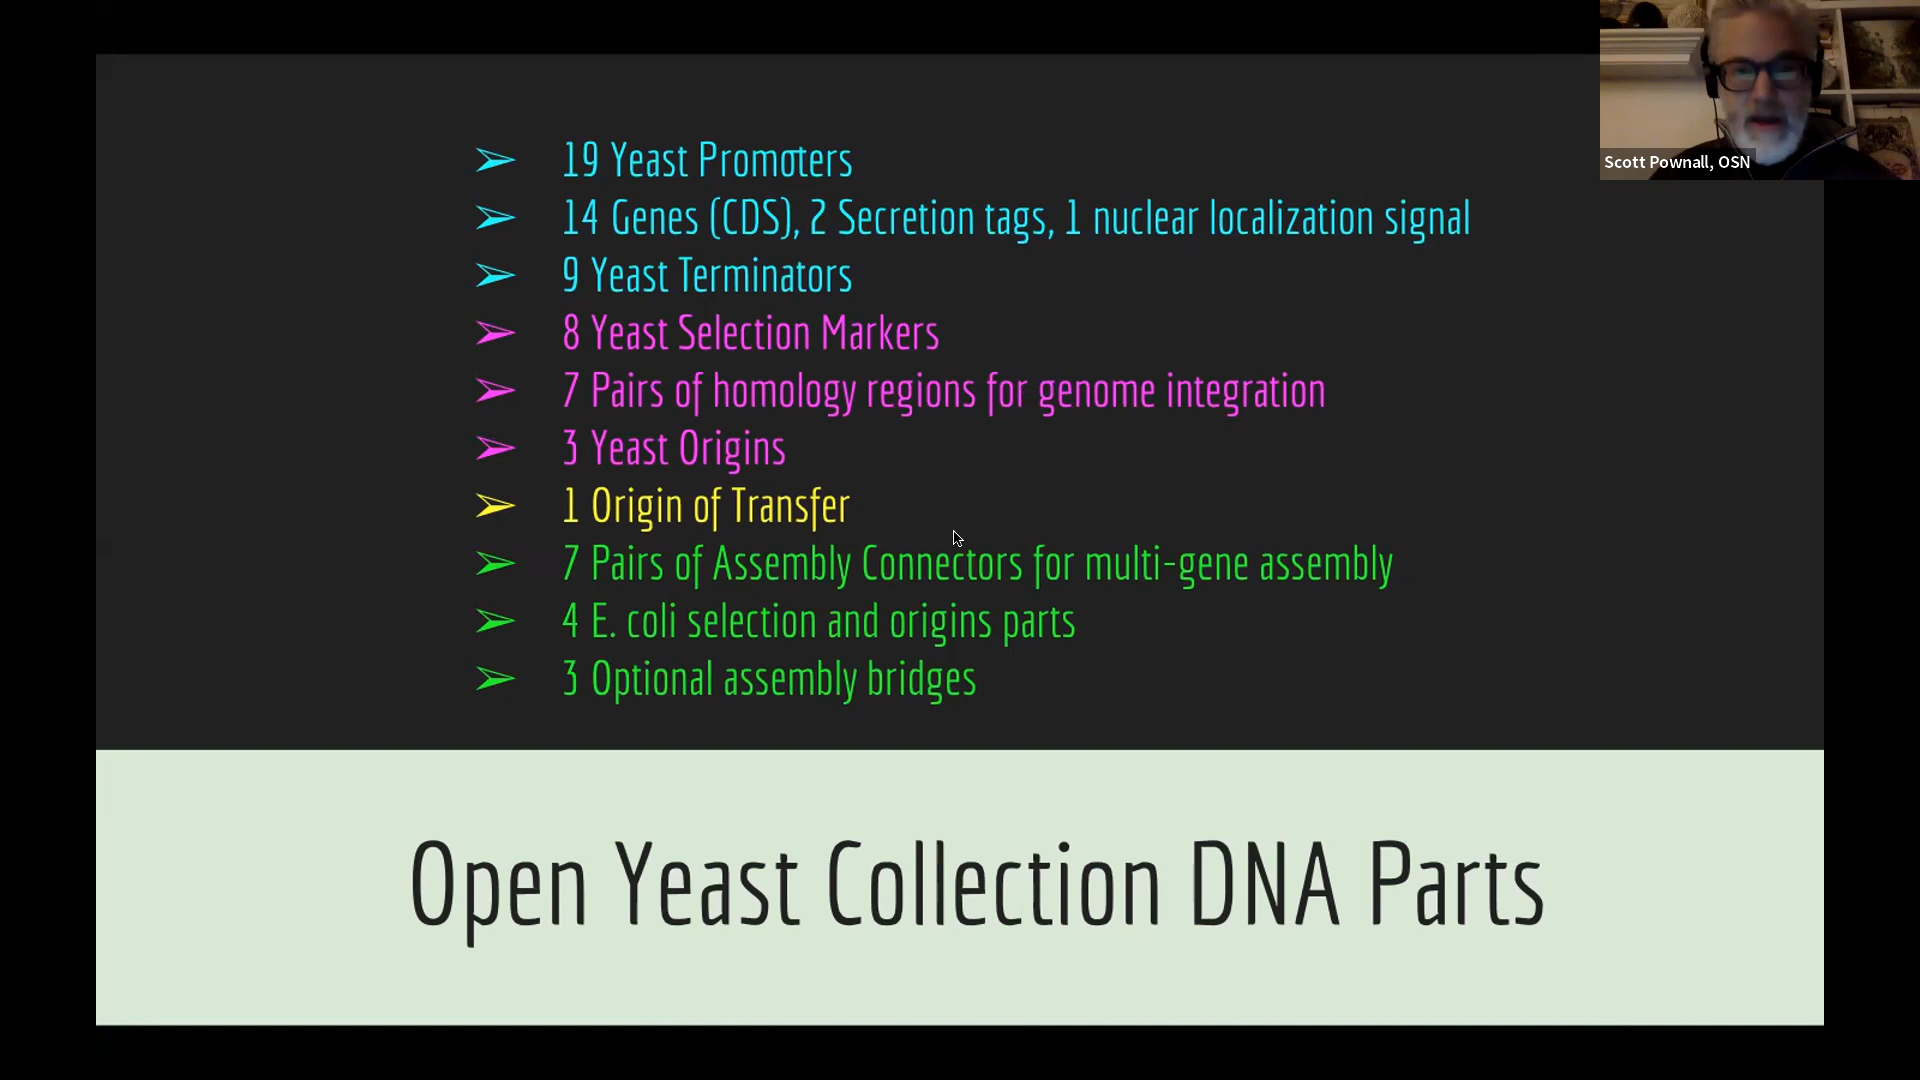 19 Yeast Promoters
14 Genes (CDS), 2 Secretion tags, 1 nuclear localization signal
9 Yeast Terminators
8 Yeast Selection Markers
7 Pairs of homology regions for genome integration
3 Yeast Origins
1 Origin of Transfer
7 Pairs of Assembly Connectors for multi-gene assembly
4 E. coli selection and origins parts
3 Optional assembly bridges
Open Yeast Collection DNA Parts
Scott Pownall, OSN